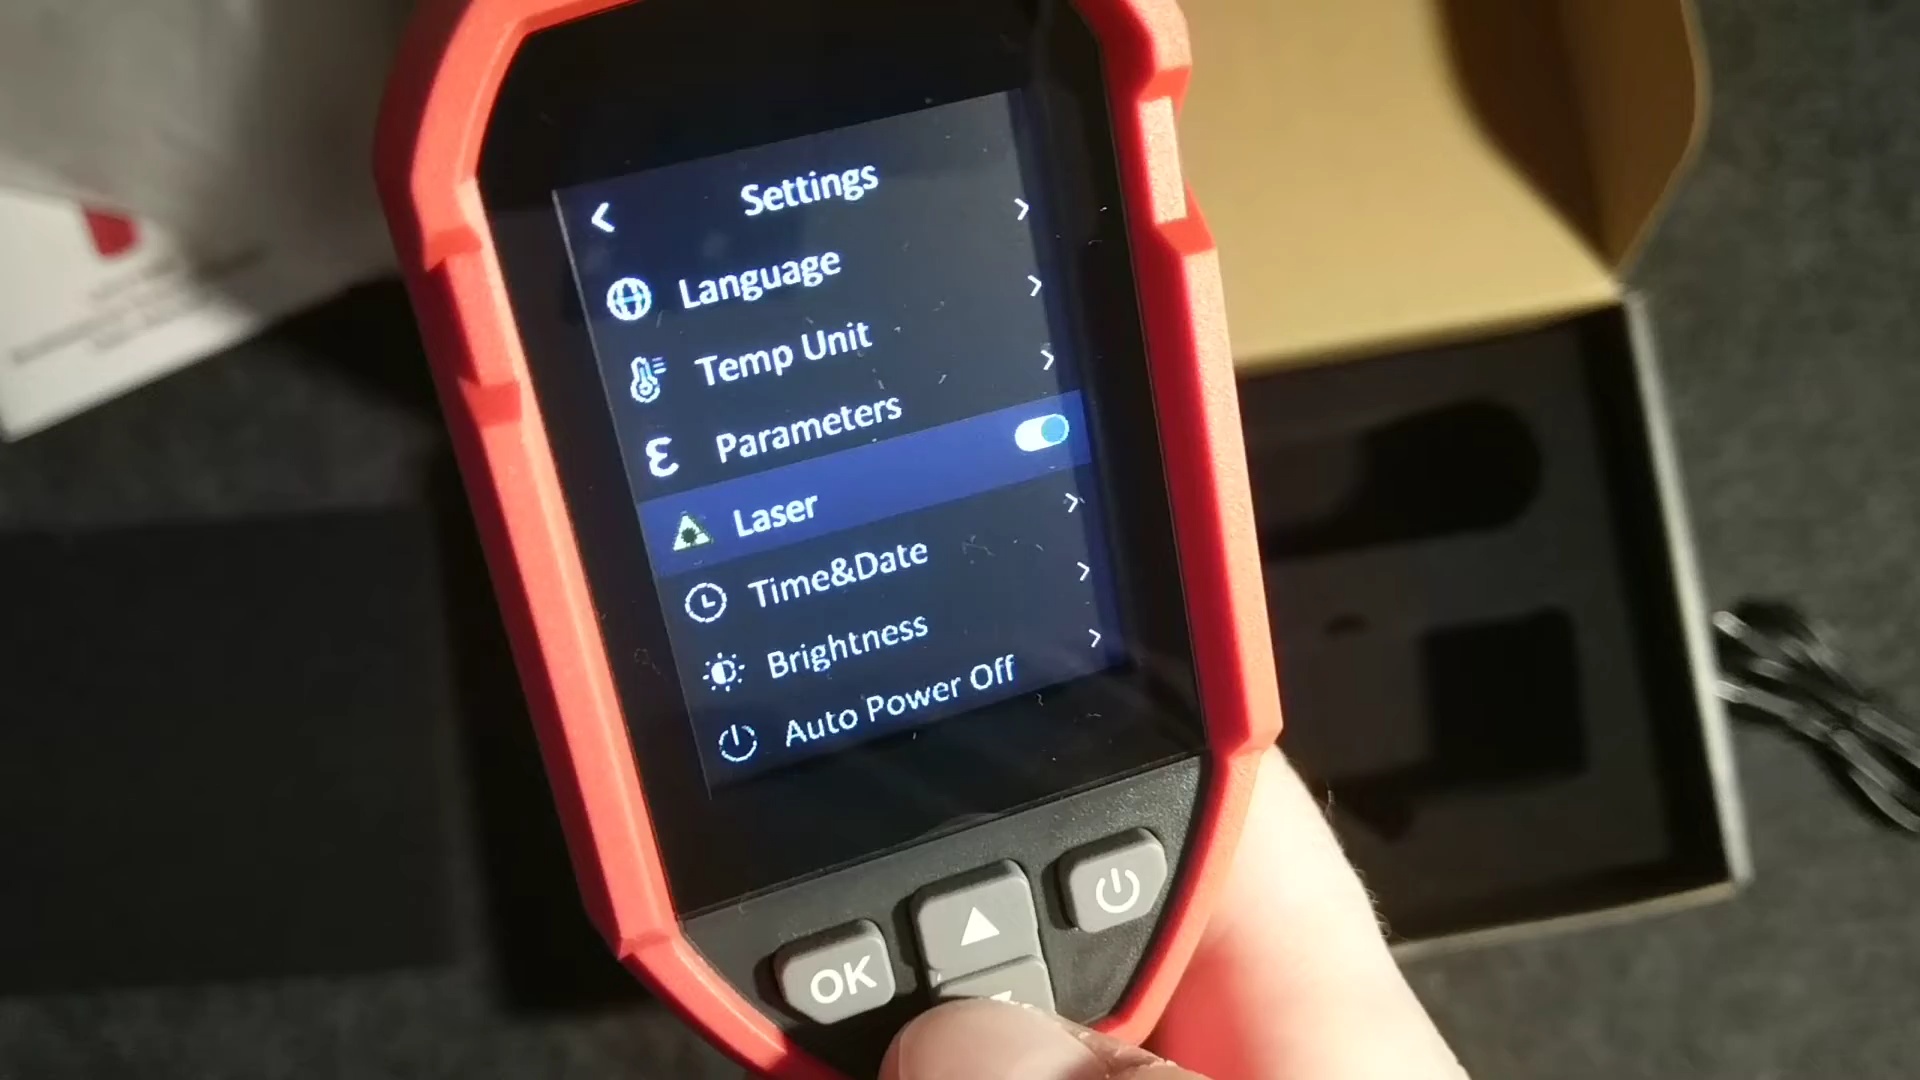 Settings
Language
Temp Unit
ε Parameters
Laser
Time&Date
Brightness
Auto Power Off
OK